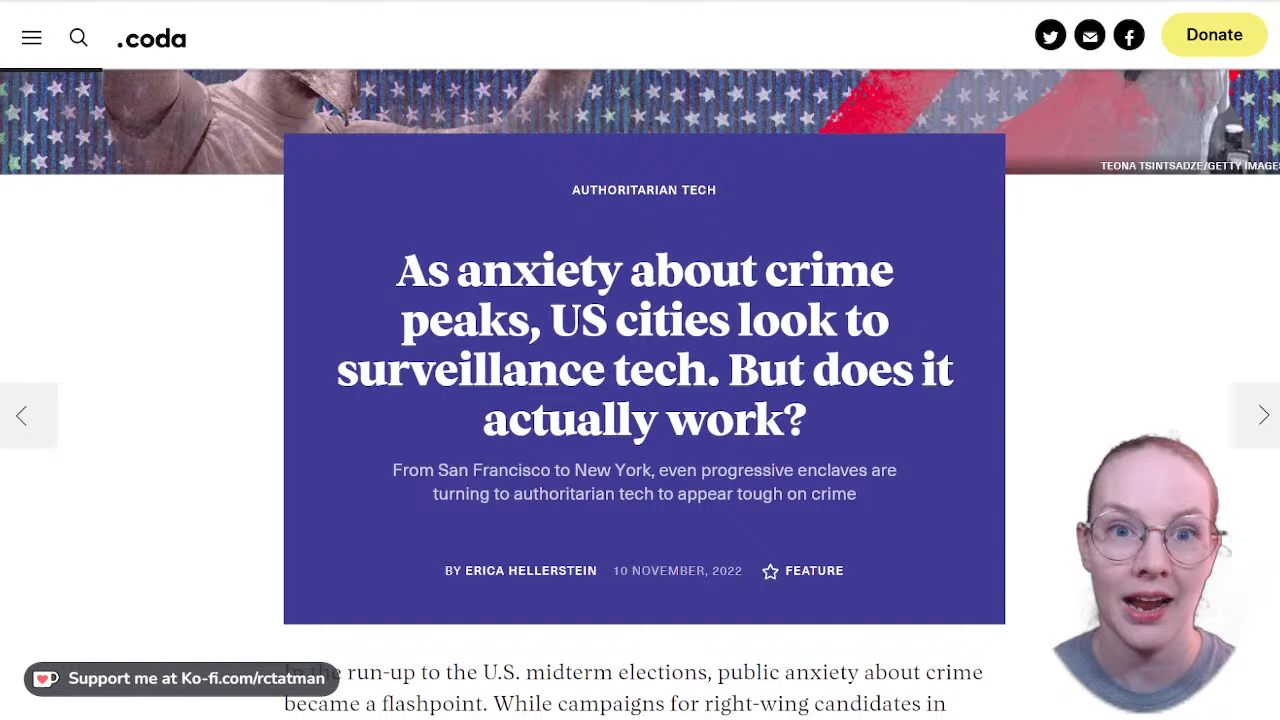 .coda
Donate
TEONA TSINTSADZE/GETTY IMAGES
AUTHORITARIAN TECH
As anxiety about crime
peaks, US cities look to
surveillance tech. But does it
actually work?
From San Francisco to New York, even progressive enclaves are
turning to authoritarian tech to appear tough on crime
BY ERICA HELLERSTEIN 10 NOVEMBER, 2022 FEATURE
In the run-up to the U.S. midterm elections, public anxiety about crime
Support me at Ko-fi.com/rctatman
became a flashpoint. While campaigns for right-wing candidates in